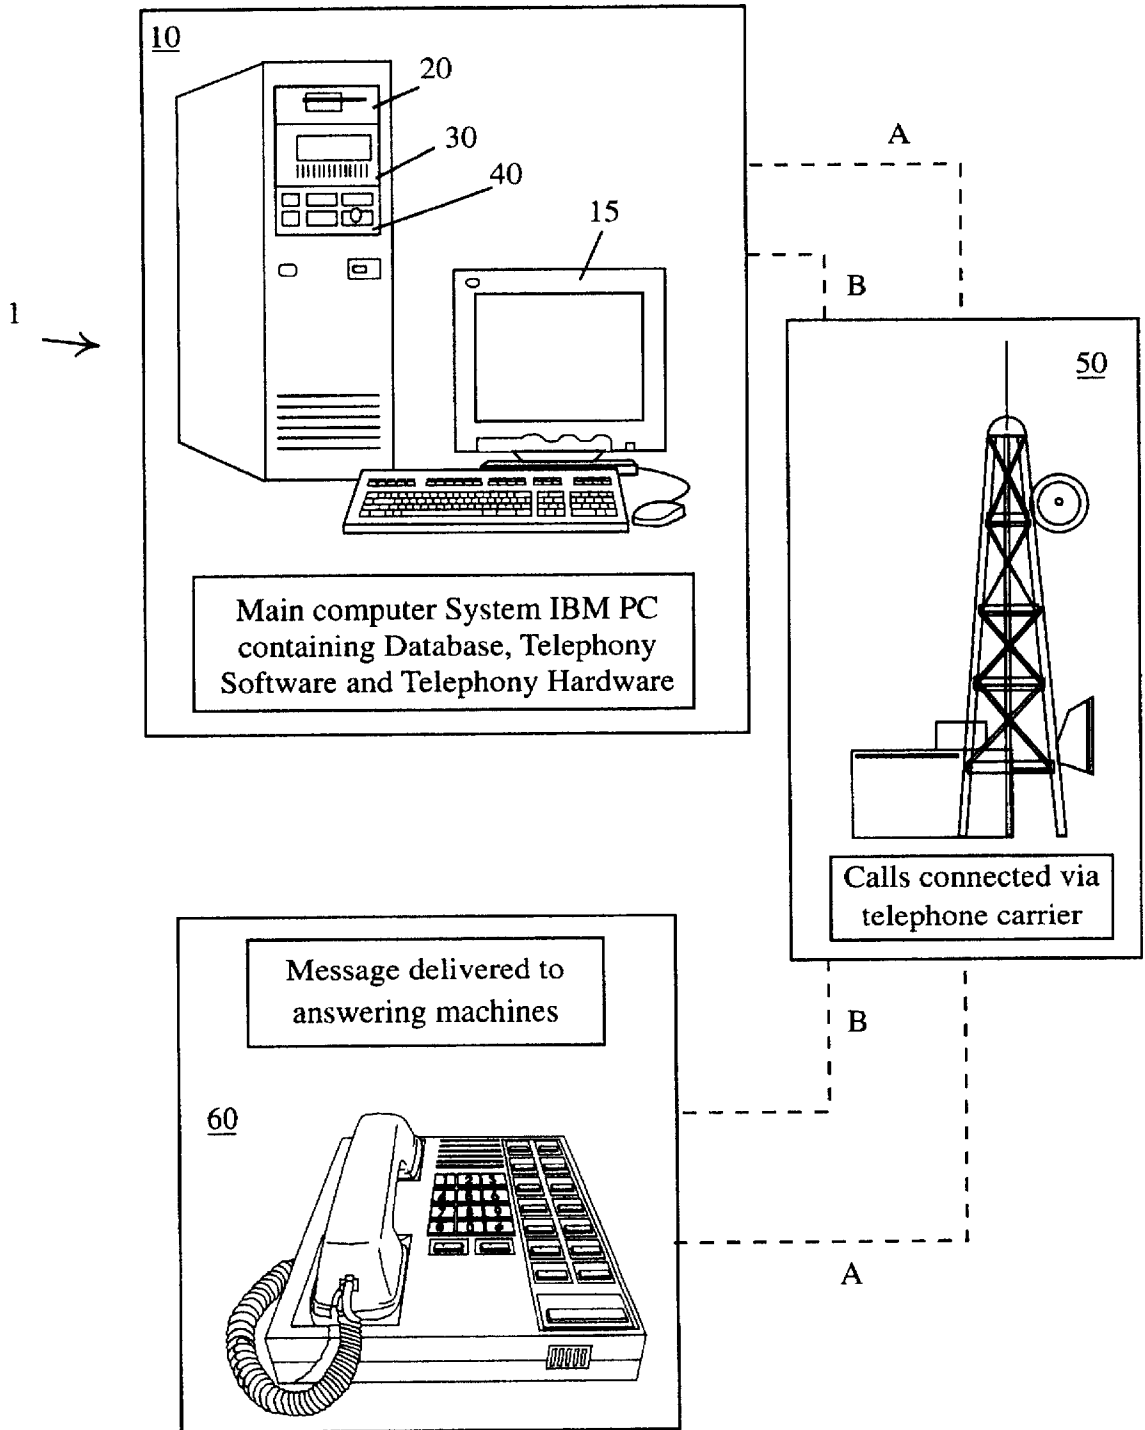 10
20
30
40
15
A
B
1
50
Main computer System IBM PC
containing Database, Telephony
Software and Telephony Hardware
Calls connected via
telephone carrier
Message delivered to
answering machines
B
60
A